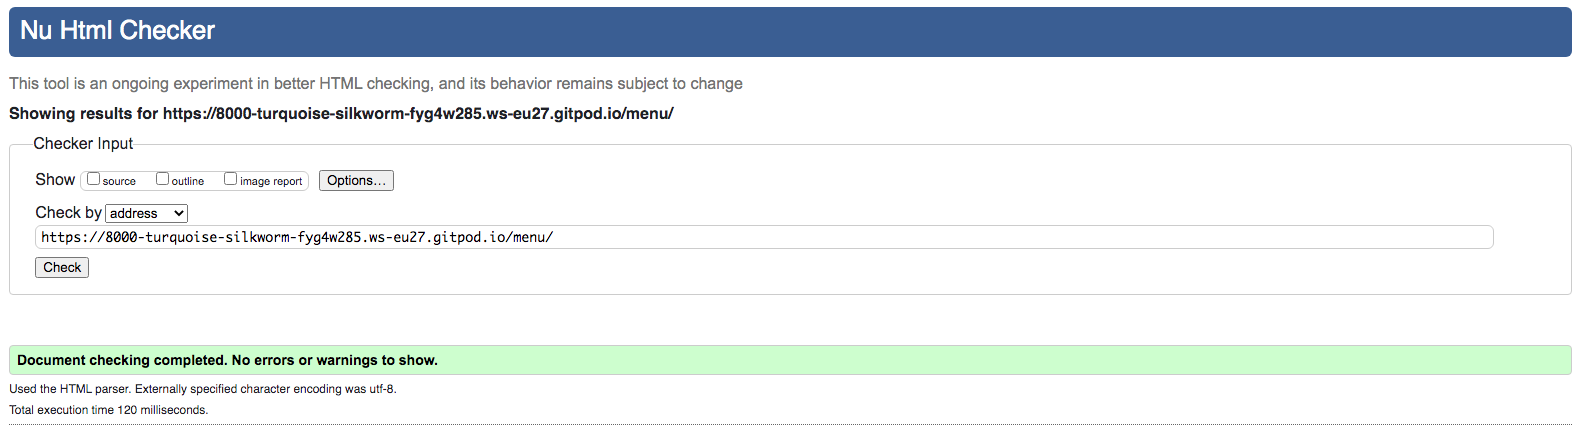 Nu Html Checker
This tool is an ongoing experiment in better HTML checking, and its behavior remains subject to change
Showing results for https://8000-turquoise-silkworm-fyg4w285.ws-eu27.gitpod.io/menu/
Checker Input
Show source outline image report Options...
Check by address
https://8000-turquoise-silkworm-fyg4w285.ws-eu27.gitpod.io/menu/
Check
Document checking completed. No errors or warnings to show.
Used the HTML parser. Externally specified character encoding was utf-8.
Total execution time 120 milliseconds.